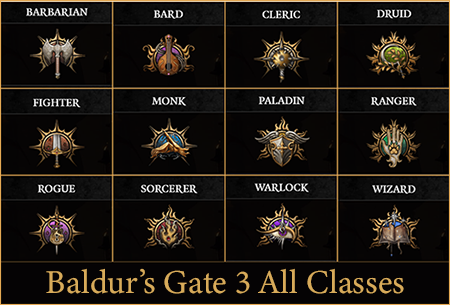 BARBARIAN BARD CLERIC DRUID
FIGHTER MONK PALADIN RANGER
ROGUE SORCERER WARLOCK WIZARD
Baldur's Gate 3 All Classes